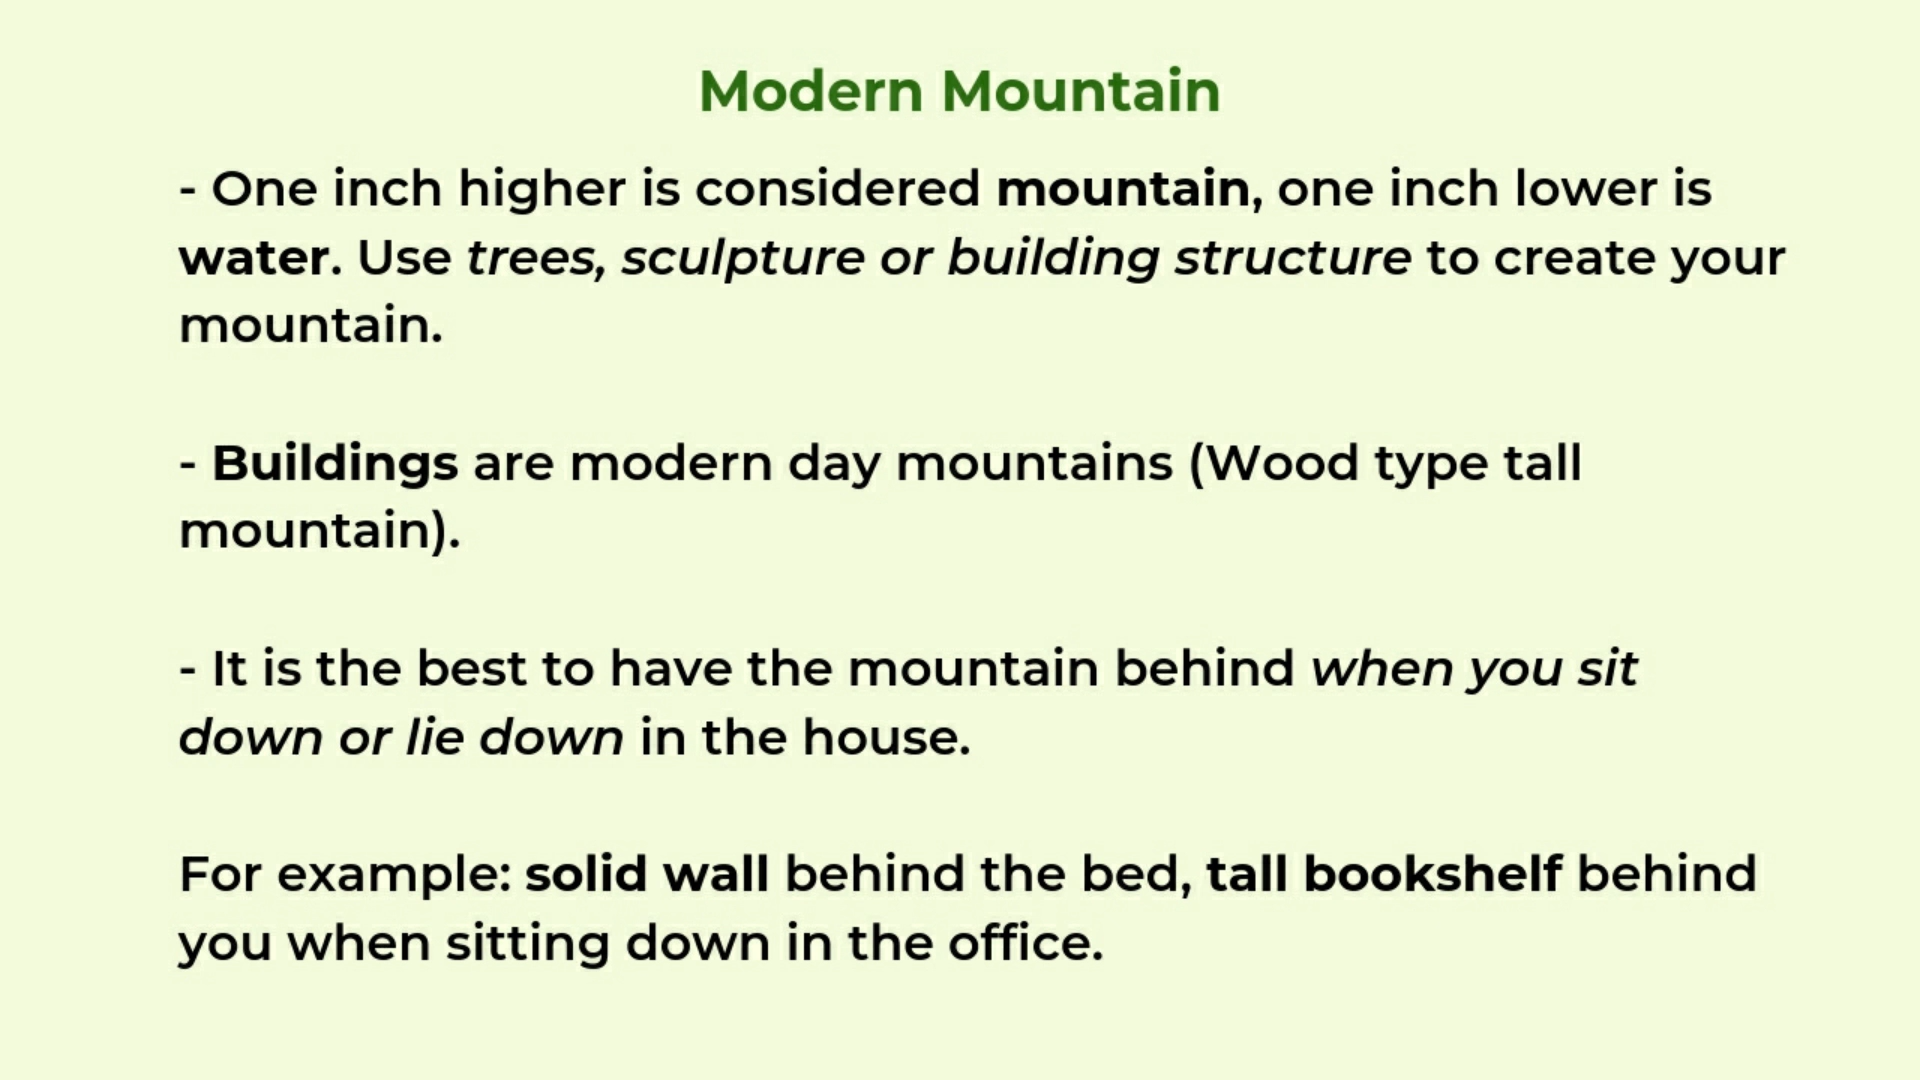 Modern Mountain
- One inch higher is considered mountain, one inch lower is
water. Use trees, sculpture or building structure to create your
mountain.
- Buildings are modern day mountains (Wood type tall
mountain).
- It is the best to have the mountain behind when you sit
down or lie down in the house.
For example: solid wall behind the bed, tall bookshelf behind
you when sitting down in the office.